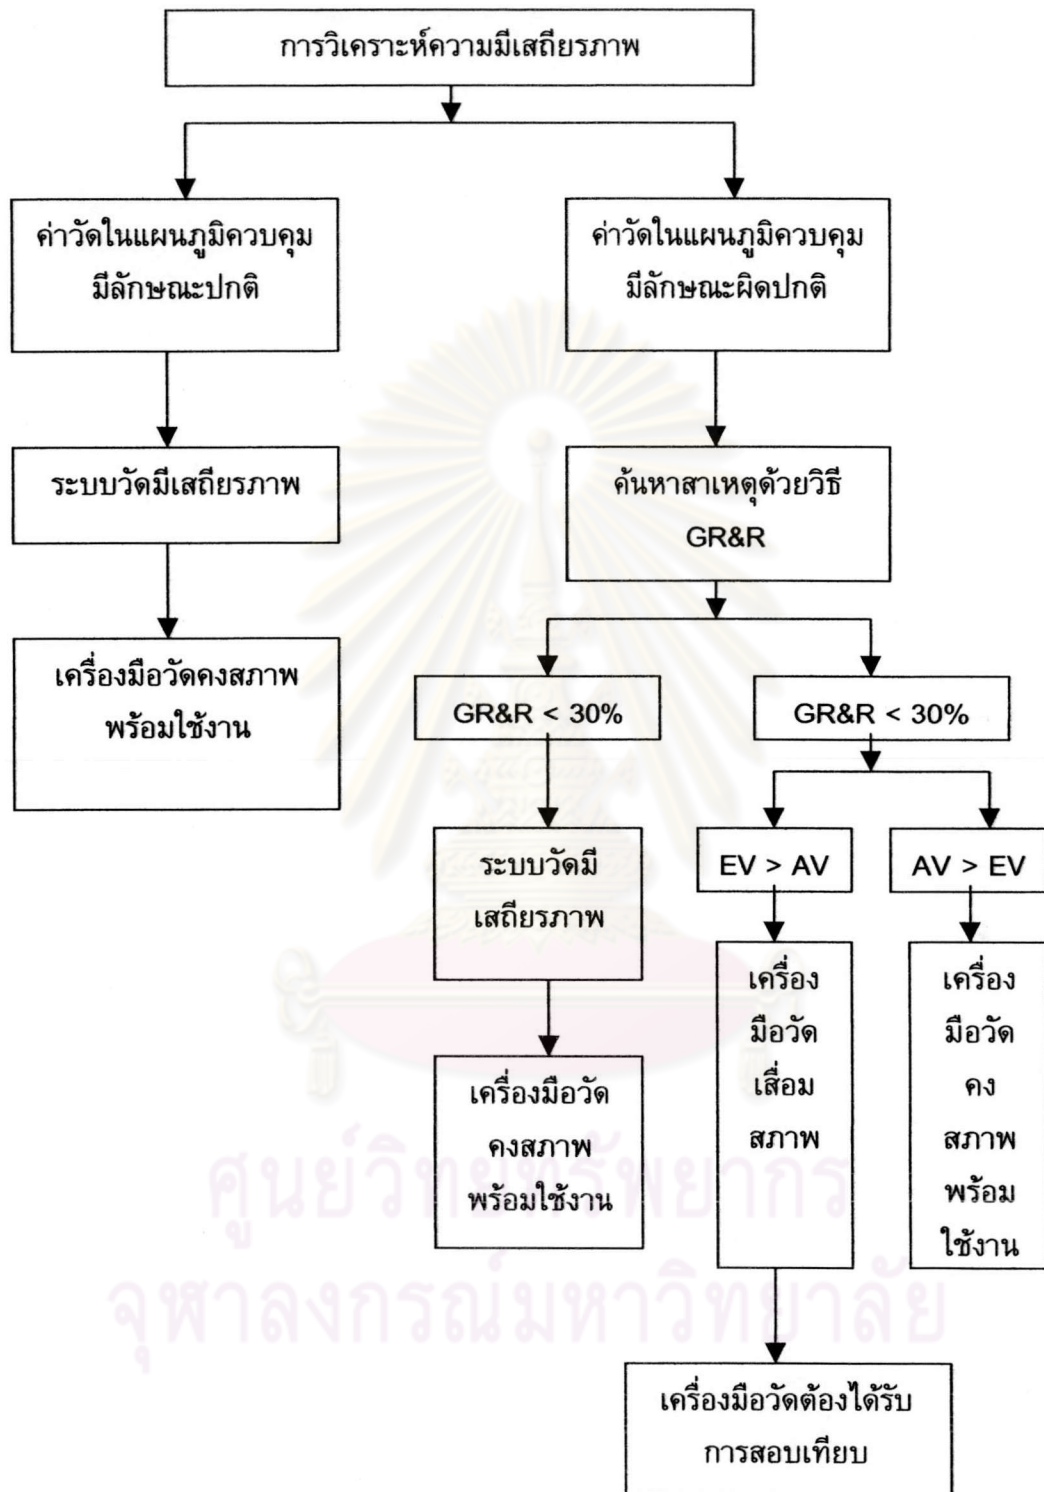 การวิเคราะห์ความมีเสถียรภาพ
ค่าวัดในแผนภูมิควบคุม
มีลักษณะปกติ
ค่าวัดในแผนภูมิควบคุม
มีลักษณะผิดปกติ
ระบบวัดมีเสถียรภาพ
ค้นหาสาเหตุด้วยวิธี
GR&R
เครื่องมือวัดคงสภาพ
พร้อมใช้งาน
GR&R < 30%
GR&R < 30%
ระบบวัดมี
เสถียรภาพ
EV > AV
AV > EV
เครื่องมือวัด
คงสภาพ
พร้อมใช้งาน
เครื่อง
มือวัด
เสื่อม
สภาพ
เครื่อง
มือวัด
คง
สภาพ
พร้อม
ใช้งาน
เครื่องมือวัดต้องได้รับ
การสอบเทียบ
ศูนย์วิทยทรัพยากร
จุฬาลงกรณ์มหาวิทยาลัย